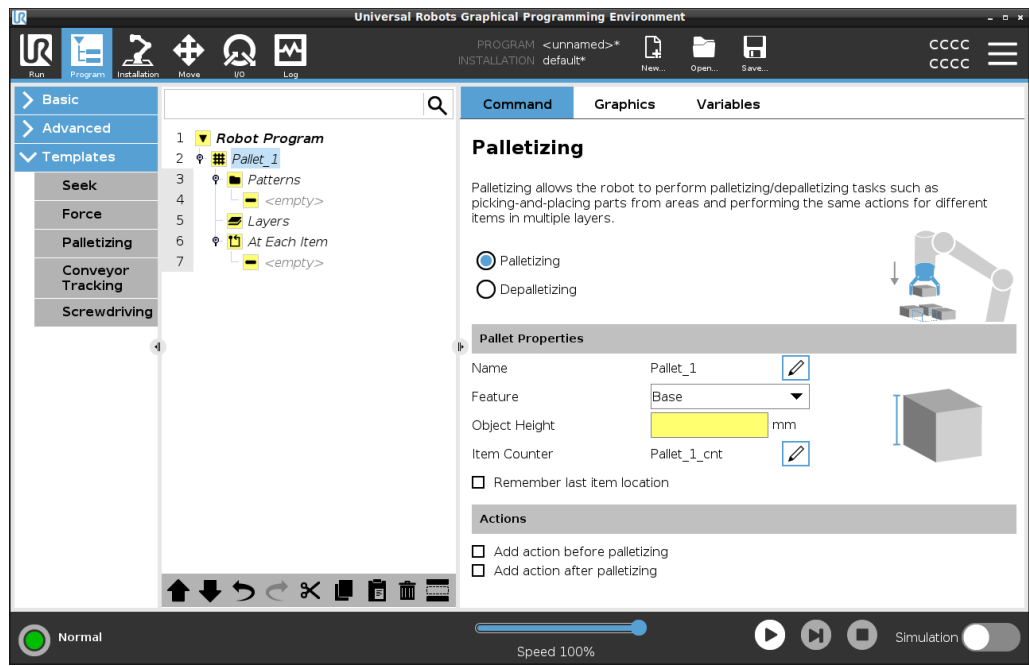 Universal Robots Graphical Programming Environment
UR
Run
Program
Installation
Move
I/O
Log
PROGRAM <unnamed>*
INSTALLATION default*
New...
Open...
Save...
CCCC
CCCC
Basic
Advanced
Templates
Seek
Force
Palletizing
Conveyor
Tracking
Screwdriving
1 Robot Program
2 Pallet_1
3 Patterns
4 <empty>
5 Layers
6 At Each Item
7 <empty>
Command Graphics Variables
Palletizing
Palletizing allows the robot to perform palletizing/depalletizing tasks such as
picking-and-placing parts from areas and performing the same actions for different
items in multiple layers.
Palletizing
Depalletizing
Pallet Properties
Name Pallet_1
Feature Base
Object Height mm
Item Counter Pallet_1_cnt
Remember last item location
Actions
Add action before palletizing
Add action after palletizing
Normal
Speed 100%
Simulation